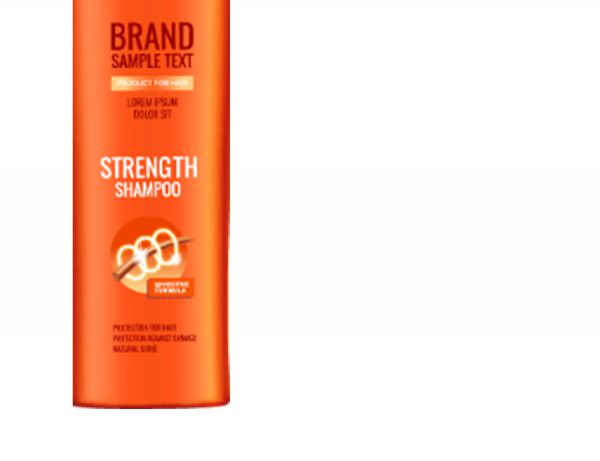 BRAND
SAMPLE TEXT
PRODUCT FOR HAIR
LOREM IPSUM
DOLOR SIT
STRENGTH
SHAMPOO
EFFECTIVE
FORMULA
PROTECTION FOR HAIR
PROTECTION AGAINST DAMAGE
NATURAL SHINE